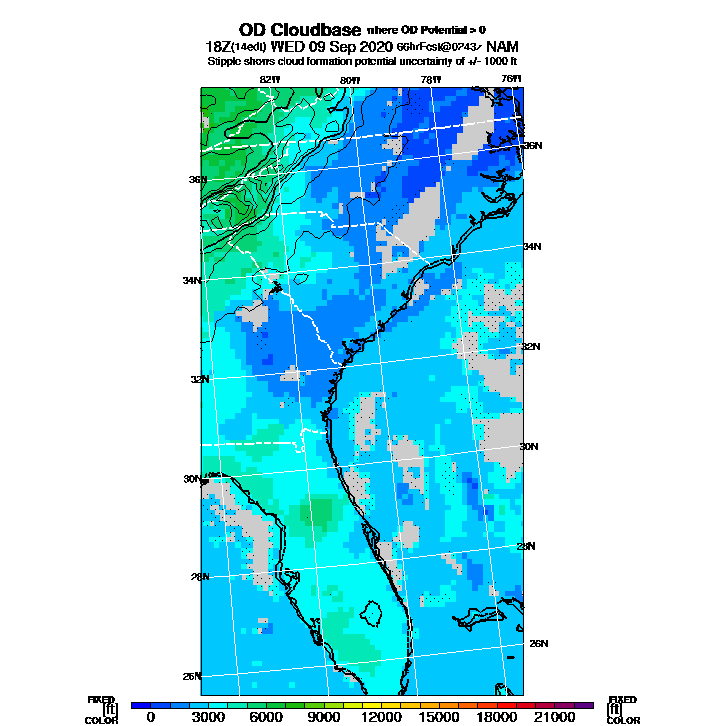 OD Cloudbase where OD Potential > 0
18Z(14edt) WED 09 Sep 2020 66hrFcst@0243z NAM
Stipple shows cloud formation potential uncertainty of +/- 1000 ft
82W 80W 78W 76W
36N
36N
34N
34N
32N
32N
30N
30N
28N
28N
26N
26N
FIXED [ft] COLOR 0 3000 6000 9000 12000 15000 18000 21000 FIXED [ft] COLOR